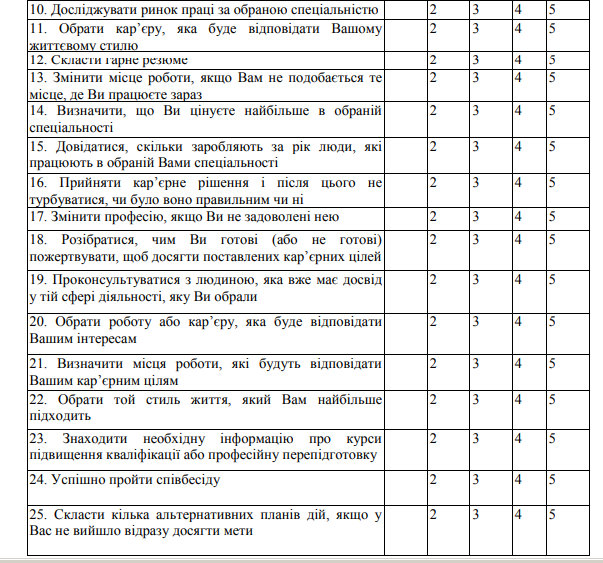 10. Досліджувати ринок праці за обраною спеціальністю 2 3 4 5
11. Обрати кар’єру, яка буде відповідати Вашому 2 3 4 5
життєвому стилю
12. Скласти гарне резюме 2 3 4 5
13. Змінити місце роботи, якщо Вам не подобається те 2 3 4 5
місце, де Ви працюєте зараз
14. Визначити, що Ви цінуєте найбільше в обраній 2 3 4 5
спеціальності
15. Довідатися, скільки заробляють за рік люди, які 2 3 4 5
працюють в обраній Вами спеціальності
16. Прийняти кар’єрне рішення і після цього не 2 3 4 5
турбуватися, чи було воно правильним чи ні
17. Змінити професію, якщо Ви не задоволені нею 2 3 4 5
18. Розібратися, чим Ви готові (або не готові) 2 3 4 5
пожертвувати, щоб досягти поставлених кар’єрних цілей
19. Проконсультуватися з людиною, яка вже має досвід 2 3 4 5
у тій сфері діяльності, яку Ви обрали
20. Обрати роботу або кар’єру, яка буде відповідати 2 3 4 5
Вашим інтересам
21. Визначити місця роботи, які будуть відповідати 2 3 4 5
Вашим кар’єрним цілям
22. Обрати той стиль життя, який Вам найбільше 2 3 4 5
підходить
23. Знаходити необхідну інформацію про курси 2 3 4 5
підвищення кваліфікації або професійну перепідготовку
24. Успішно пройти співбесіду 2 3 4 5
25. Скласти кілька альтернативних планів дій, якщо у 2 3 4 5
Вас не вийшло відразу досягти мети